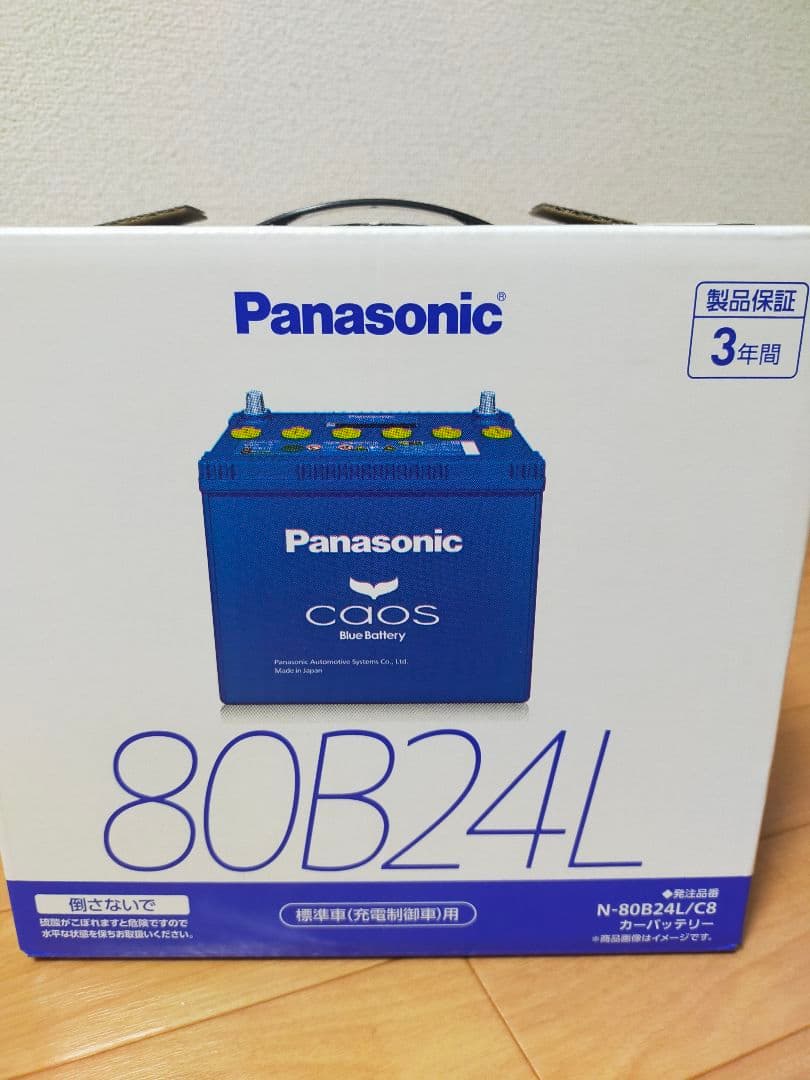 Panasonic®
製品保証
3年間
Panasonic
Panasonic
caos
Blue Battery
Panasonic Automotive Systems Co., Ltd.
Made in Japan
80B24L
倒さないで
硫酸がこぼれますと危険ですので
水平な状態を保ちお取扱いください。
標準車(充電制御車)用
◆発注品番
N-80B24L/C8
カーバッテリー
※商品画像はイメージです。